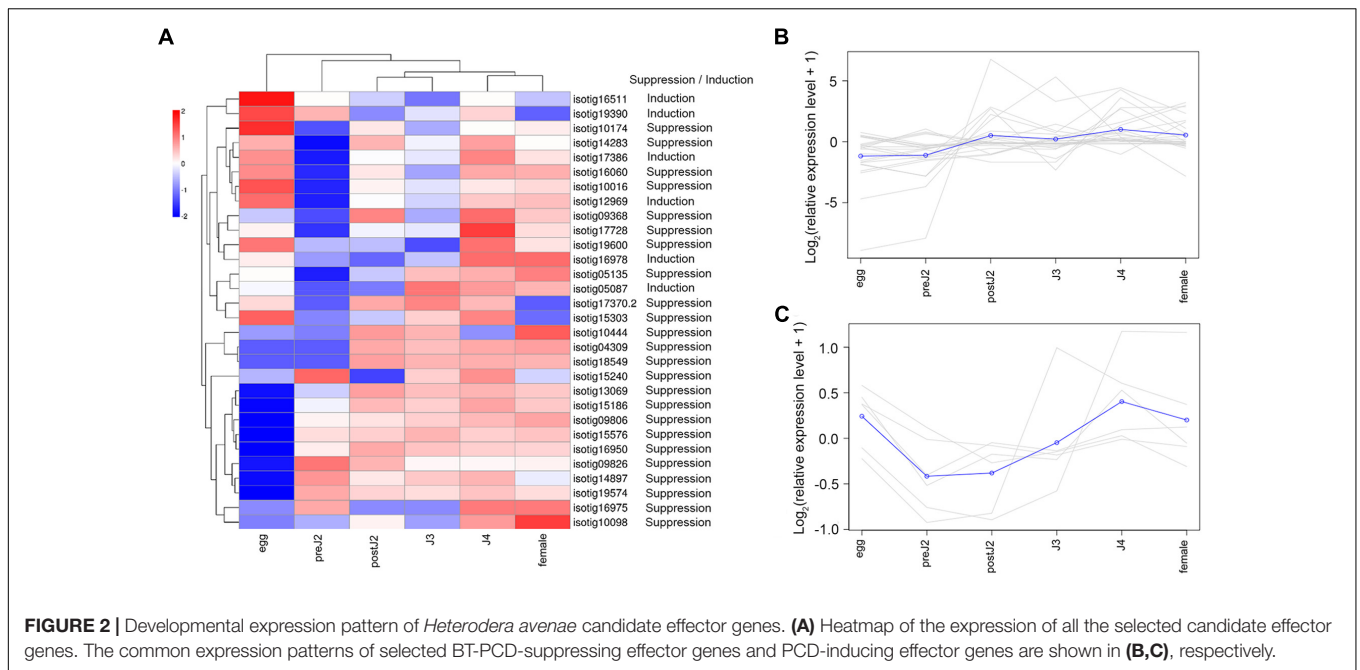 A
Suppression / Induction
2
1
0
-1
-2
isotig16511 Induction
isotig19390 Induction
isotig10174 Suppression
isotig14283 Suppression
isotig17386 Induction
isotig16060 Suppression
isotig10016 Suppression
isotig12969 Induction
isotig09368 Suppression
isotig17728 Suppression
isotig19600 Suppression
isotig16978 Induction
isotig05135 Suppression
isotig05087 Induction
isotig17370.2 Suppression
isotig15303 Suppression
isotig10444 Suppression
isotig04309 Suppression
isotig18549 Suppression
isotig15240 Suppression
isotig13069 Suppression
isotig15186 Suppression
isotig09806 Suppression
isotig15576 Suppression
isotig16950 Suppression
isotig09826 Suppression
isotig14897 Suppression
isotig19574 Suppression
isotig16975 Suppression
isotig10098 Suppression
egg preJ2 postJ2 J3 J4 female
B
Log2(relative expression level + 1)
5
0
-5
egg preJ2 postJ2 J3 J4 female
C
Log2(relative expression level + 1)
1.0
0.5
0.0
-0.5
-1.0
egg preJ2 postJ2 J3 J4 female
FIGURE 2 | Developmental expression pattern of Heterodera avenae candidate effector genes. (A) Heatmap of the expression of all the selected candidate effector
genes. The common expression patterns of selected BT-PCD-suppressing effector genes and PCD-inducing effector genes are shown in (B,C), respectively.